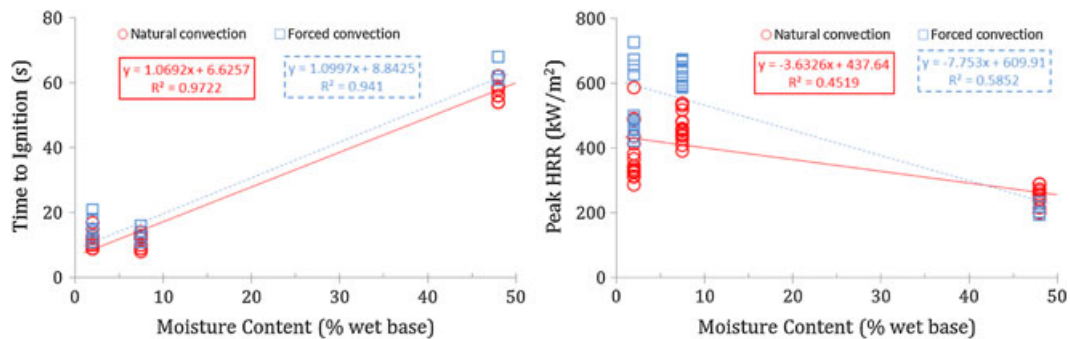 80
60
40
20
0
Time to Ignition (s)
Natural convection
Forced convection
y = 1.0692x + 6.6257
R² = 0.9722
y = 1.0997x + 8.8425
R² = 0.941
0 10 20 30 40 50
Moisture Content (% wet base)
800
600
400
200
0
Peak HRR (kW/m²)
Natural convection
Forced convection
y = -3.6326x + 437.64
R² = 0.4519
y = -7.753x + 609.91
R² = 0.5852
0 10 20 30 40 50
Moisture Content (% wet base)